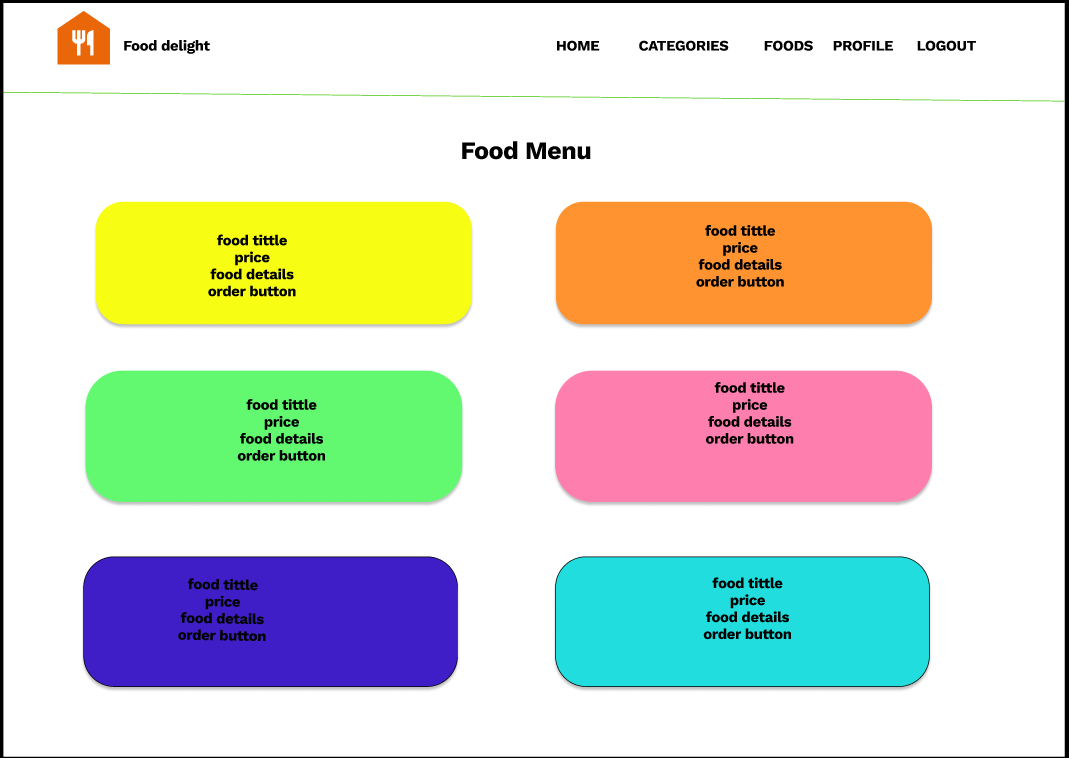 Food delight
HOME CATEGORIES FOODS PROFILE LOGOUT
Food Menu
food tittle
price
food details
order button
food tittle
price
food details
order button
food tittle
price
food details
order button
food tittle
price
food details
order button
food tittle
price
food details
order button
food tittle
price
food details
order button